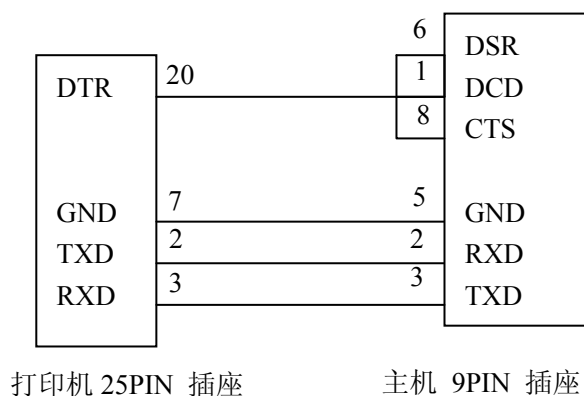 6 DSR
DTR 20 1 DCD
8 CTS
GND 7 5 GND
TXD 2 2 RXD
RXD 3 3 TXD
打印机 25PIN 插座 主机 9PIN 插座